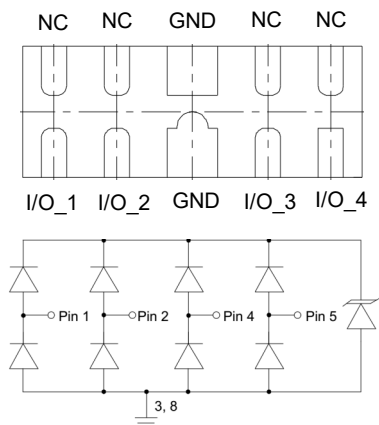 NC NC GND NC NC
I/O_1 I/O_2 GND I/O_3 I/O_4
Pin 1 Pin 2 Pin 4 Pin 5
3, 8